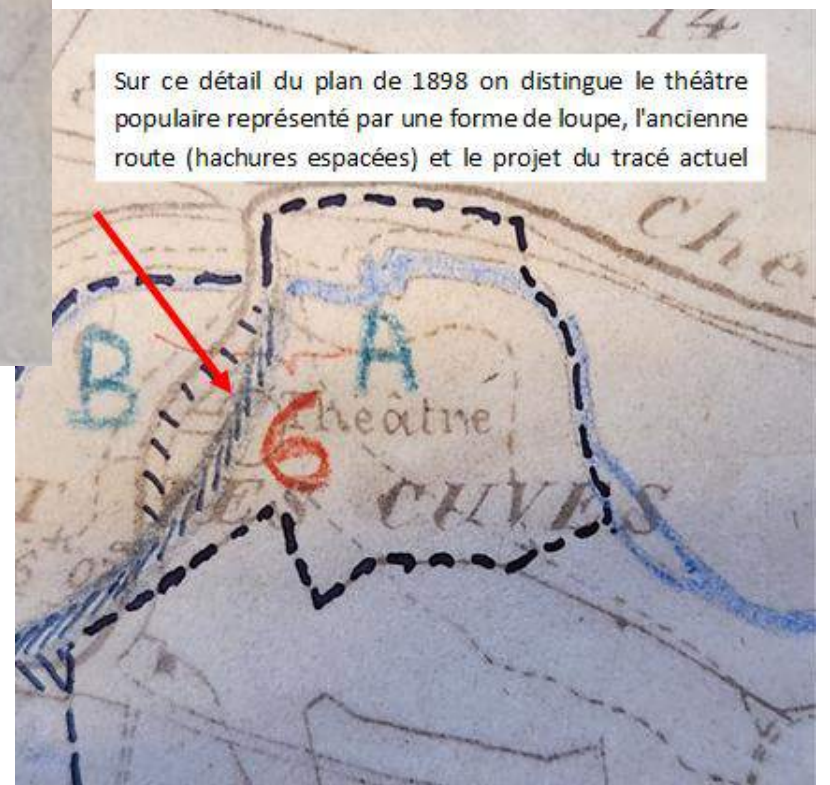 14
Sur ce détail du plan de 1898 on distingue le théâtre
populaire représenté par une forme de loupe, l'ancienne
route (hachures espacées) et le projet du tracé actuel
Che
B
A
6
Théâtre
CUVES